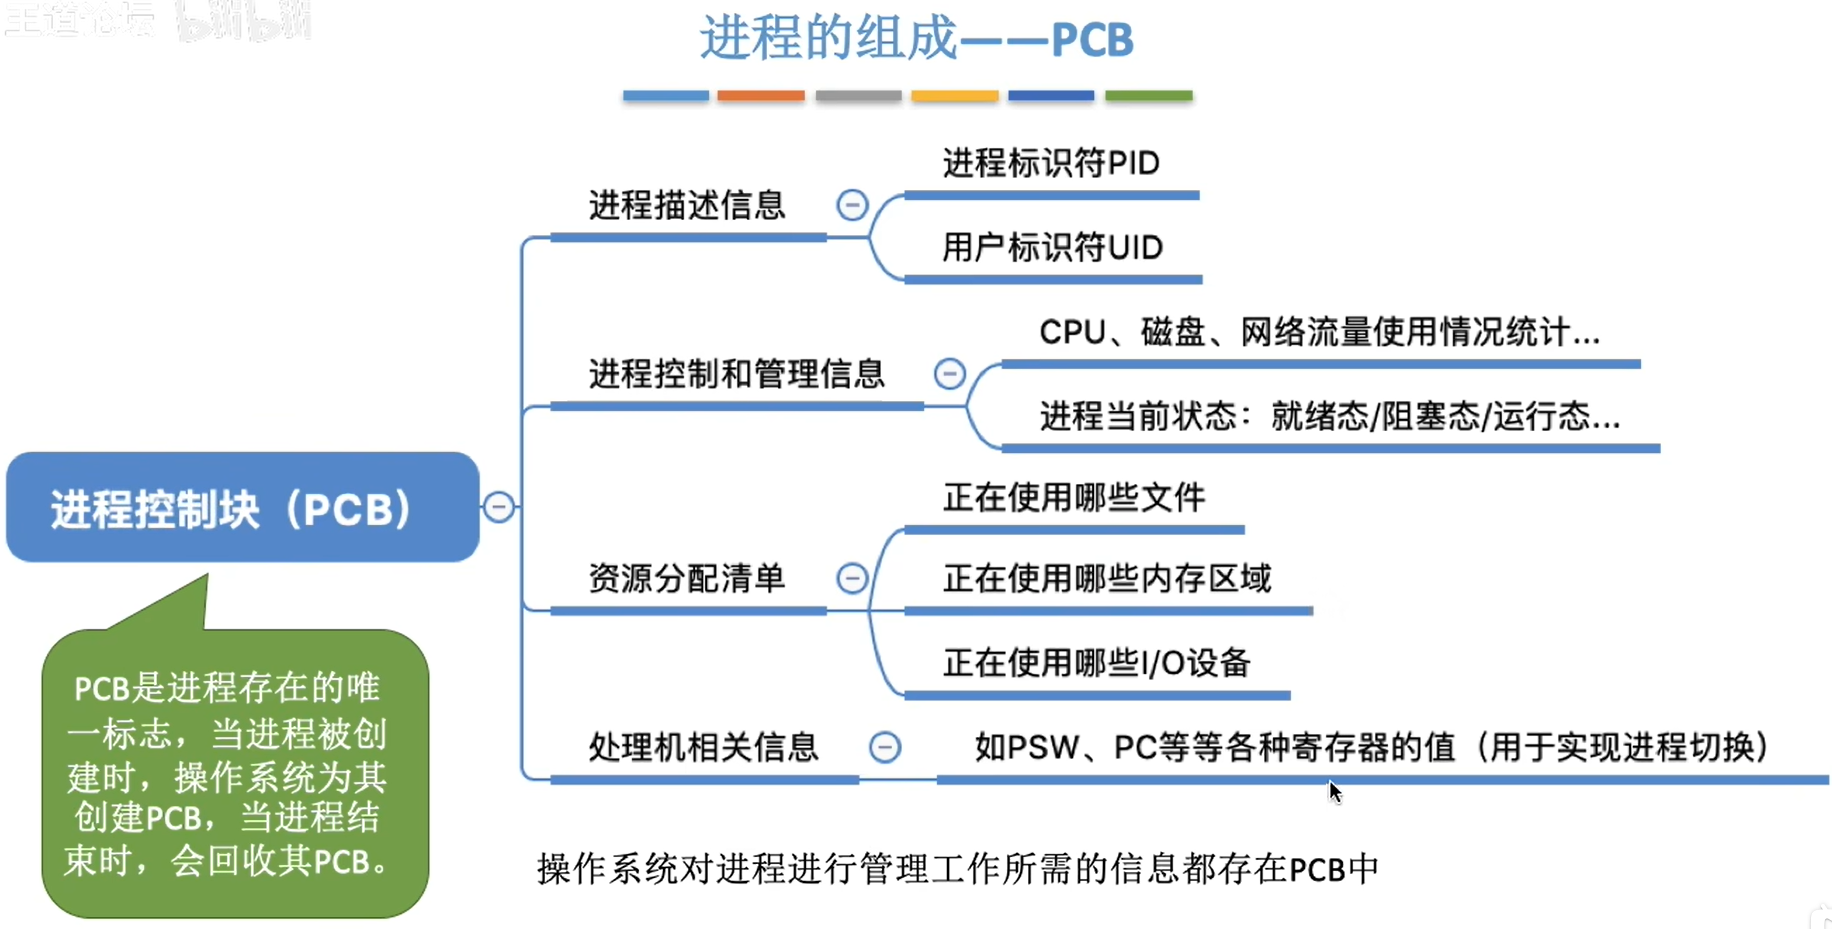 王道论坛 bilibili
进程的组成——PCB
进程标识符PID
进程描述信息
用户标识符UID
CPU、磁盘、网络流量使用情况统计...
进程控制和管理信息
进程当前状态：就绪态/阻塞态/运行态...
进程控制块（PCB）
正在使用哪些文件
资源分配清单
正在使用哪些内存区域
正在使用哪些I/O设备
处理机相关信息
如PSW、PC等等各种寄存器的值（用于实现进程切换）
PCB是进程存在的唯
一标志，当进程被创
建时，操作系统为其
创建PCB，当进程结
束时，会回收其PCB。
操作系统对进程进行管理工作所需的信息都存在PCB中